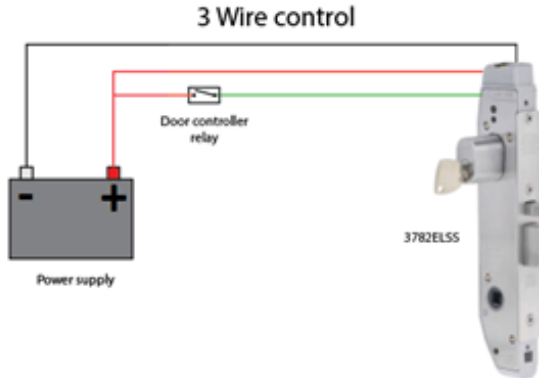 3 Wire control
Door controller
relay
3782ELSS
- +
Power supply